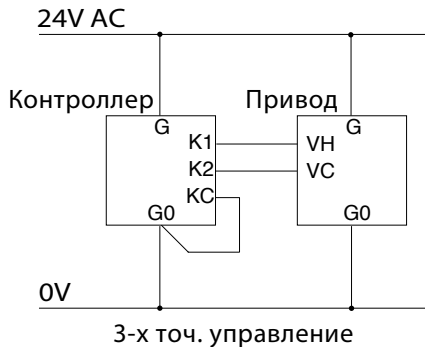 24V AC
Контроллер Привод
G G
K1 VH
K2 VC
KC
G0 G0
0V
3-х точ. управление